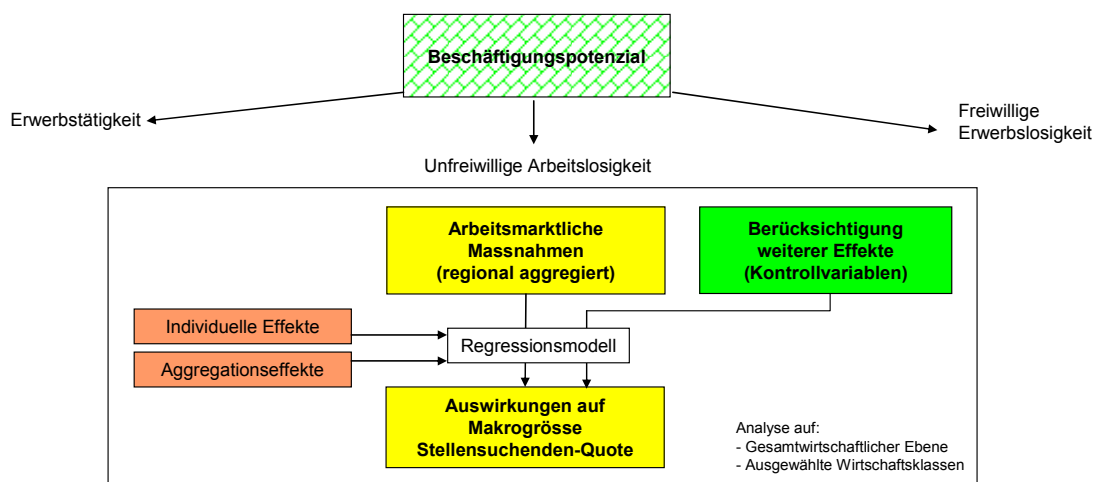 Beschäftigungspotenzial
Erwerbstätigkeit
Freiwillige
Erwerbslosigkeit
Unfreiwillige Arbeitslosigkeit
Arbeitsmarktliche
Massnahmen
(regional aggregiert)
Berücksichtigung
weiterer Effekte
(Kontrollvariablen)
Individuelle Effekte
Regressionsmodell
Aggregationseffekte
Auswirkungen auf
Makrogrösse
Stellensuchenden-Quote
Analyse auf:
- Gesamtwirtschaftlicher Ebene
- Ausgewählte Wirtschaftsklassen